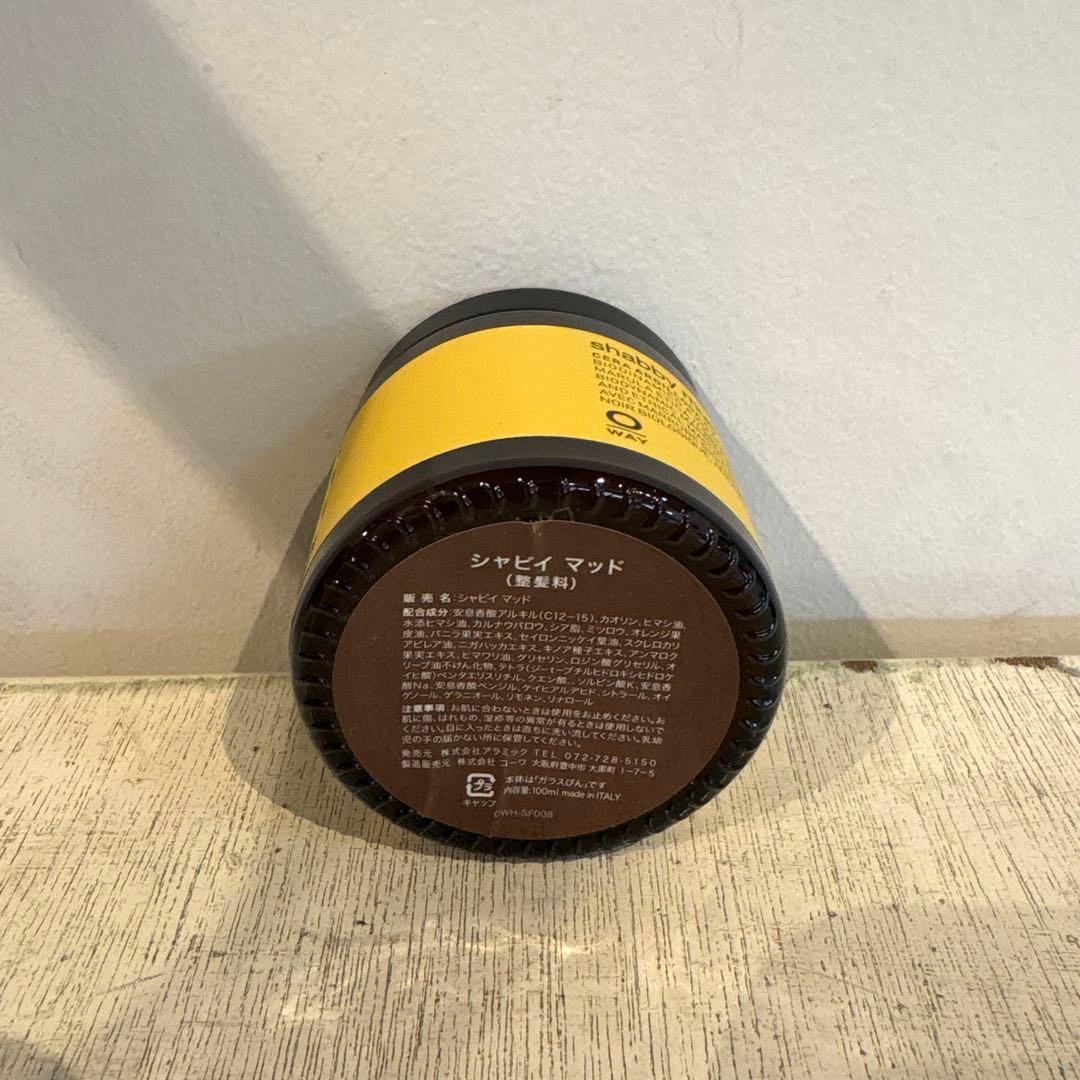 shabby
CERA ARGIL
BIODINA
MARULA E
BIODYNAMIC
AND ETHICAL
AVEC MARULA
NOIR BIOLOG
O
WAY
シャビイ マッド
(整髪料)
販 売 名:シャビイ マッド
配合成分:安息香酸アルキル(C12-15)、カオリン、ヒマシ油、
水添ヒマシ油、カルナウバロウ、シア脂、ミツロウ、オレンジ果
皮油、バニラ果実エキス、セイロンニッケイ葉油、スクレロカリ
アビレア油、ニガハッカエキス、キノア種子エキス、アンマロク
果実エキス、ヒマワリ油、グリセリン、ロジン酸グリセリル、オ
リーブ油不けん化物、テトラ(ジ-t-ブチルヒドロキシヒドロケ
イヒ酸)ペンタエリスリチル、クエン酸、ソルビン酸K、安息香
酸Na、安息香酸ベンジル、ケイヒアルデヒド、シトラール、オイ
ゲノール、ゲラニオール、リモネン、リナロール
注意事項 お肌に合わないときは使用をお止めください。お
肌に傷、はれもの、湿疹等の異常が有るときは使用しないで
ください。目に入ったときは直ちに洗い流してください。乳幼
児の手の届かない所に保管してください。
発売元 株式会社アラミック TEL 072-728-5150
製造販売元 株式会社 コーワ 大阪府豊中市 大黒町 1-7-5
プラ
キャップ
本体は「ガラスびん」です
内容量:100ml made in ITALY
OWH-SF008